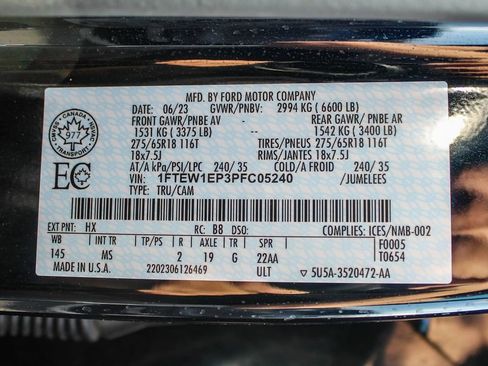 MFD. BY FORD MOTOR COMPANY
06/23 GVWR/PNBV: 2994 KG ( 6600 LB)
FRONT GAWR/ PNBE AV REAR GAWR/ PNBE AR
1531 KG ( 3375 LB) -- 1542 KG ( 3400 LB)
275/65R18 116T TIRES/PNEUS 275/65R18 116T
18x7.5J RIMS/JANTES 18x7.5J
AT/A kPa/PSI/LPC 240/ 35 COLD/A FROID 240/ 35
VIN: 1FTEW1EP3PFC05240 /JUMELEES
TYPE: TRU/CAM
CANADA
977
TRANSPORT
EC
EXT PNT: HX RC: B8 DSO: COMPLIES: ICES/NMB-002
WB INT TR TP/PS R AXLE TR SPR F0005
145 MS 2 19 G 22AA T0654
MADE IN U.S.A. 2202306126469 ULT ▽ 5U5A-3520472-AA